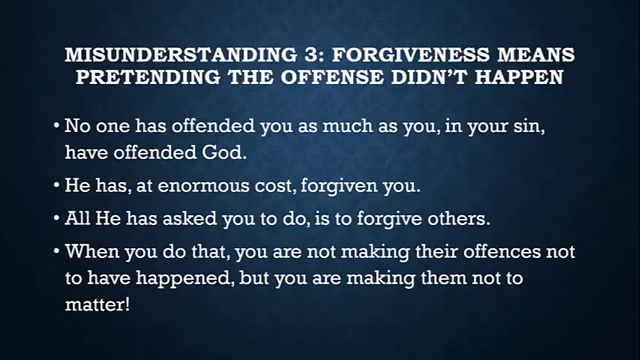 MISUNDERSTANDING 3: FORGIVENESS MEANS
PRETENDING THE OFFENSE DIDN'T HAPPEN
• No one has offended you as much as you, in your sin,
have offended God.
• He has, at enormous cost, forgiven you.
• All He has asked you to do, is to forgive others.
• When you do that, you are not making their offences not
to have happened, but you are making them not to
matter!